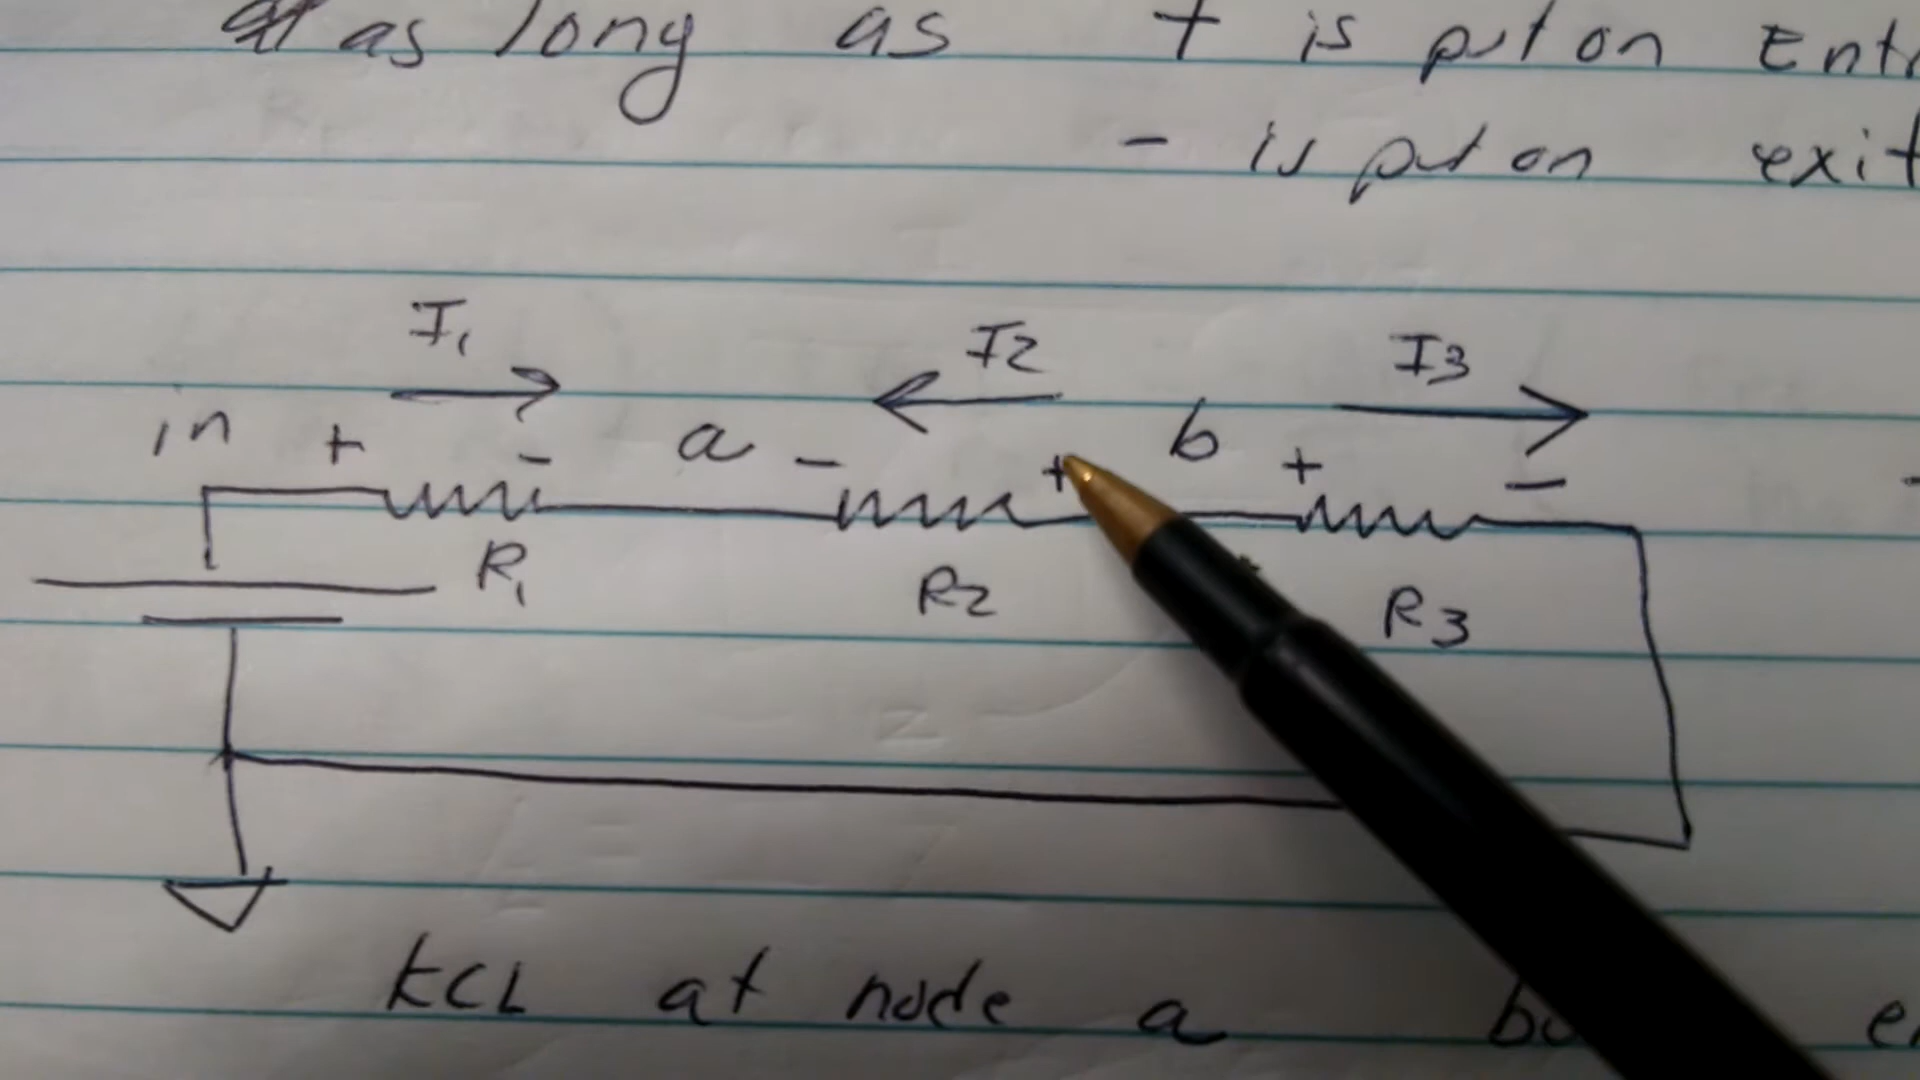 as long as + is put on
- is put on exit
I1 I2 I3
in + - a - + b + -
R1 R2 R3
KCL at node a